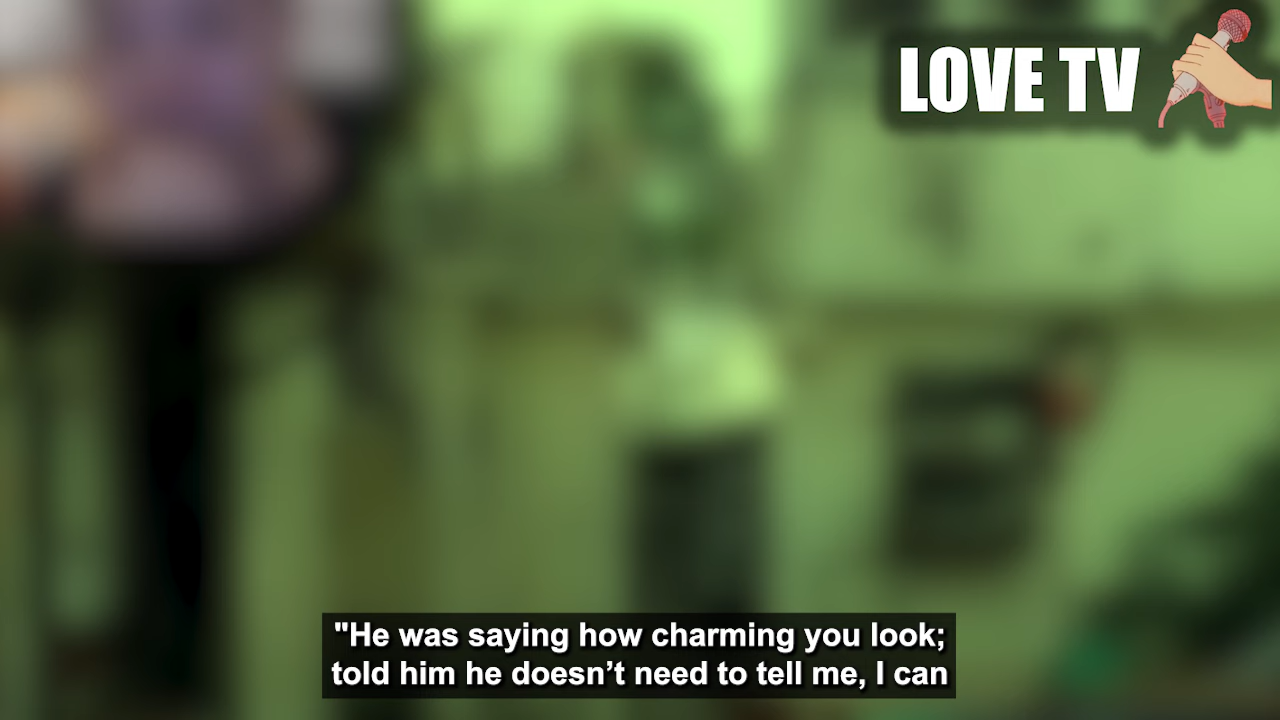 LOVE TV
"He was saying how charming you look;
told him he doesn’t need to tell me, I can